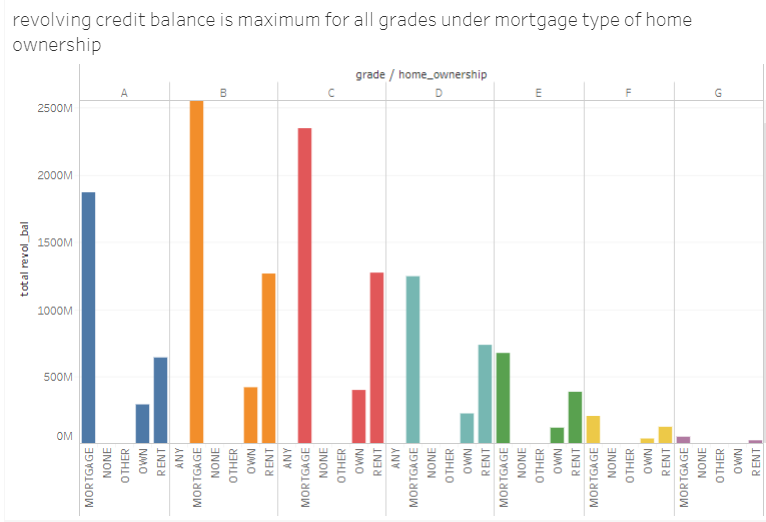 revolving credit balance is maximum for all grades under mortgage type of home
ownership
grade / home_ownership
A B C D E F G
2500M
2000M
1500M
1000M
500M
0M
total revol_bal
MORTGAGE NONE OTHER OWN RENT ANY MORTGAGE NONE OTHER OWN RENT ANY MORTGAGE NONE OTHER OWN RENT ANY MORTGAGE NONE OTHER OWN RENT MORTGAGE NONE OTHER OWN RENT MORTGAGE NONE OTHER OWN RENT MORTGAGE NONE OTHER OWN RENT